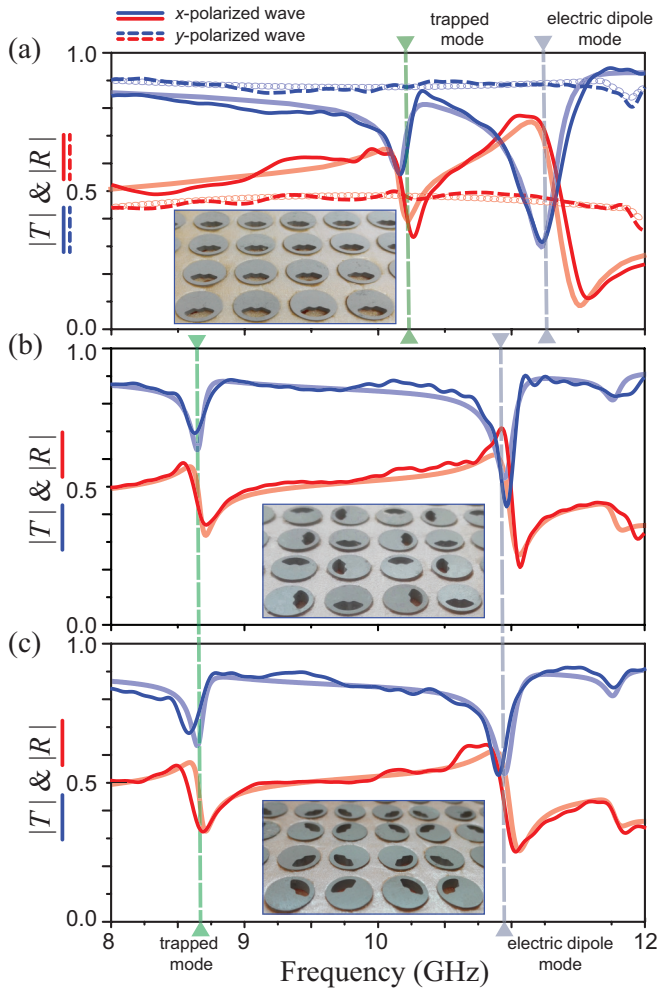 x-polarized wave
y-polarized wave
trapped mode
electric dipole mode
(a)
1.0
|T| & |R|
0.5
0.0
(b)
1.0
|T| & |R|
0.5
0.0
(c)
1.0
|T| & |R|
0.5
0.0
8
9
10
11
12
trapped mode
electric dipole mode
Frequency (GHz)